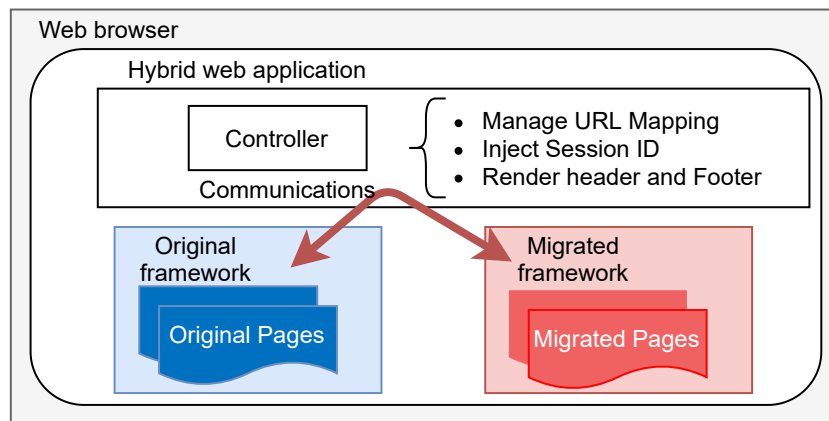 Web browser
Hybrid web application
Controller
• Manage URL Mapping
• Inject Session ID
• Render header and Footer
Communications
Original
framework
Original Pages
Migrated
framework
Migrated Pages